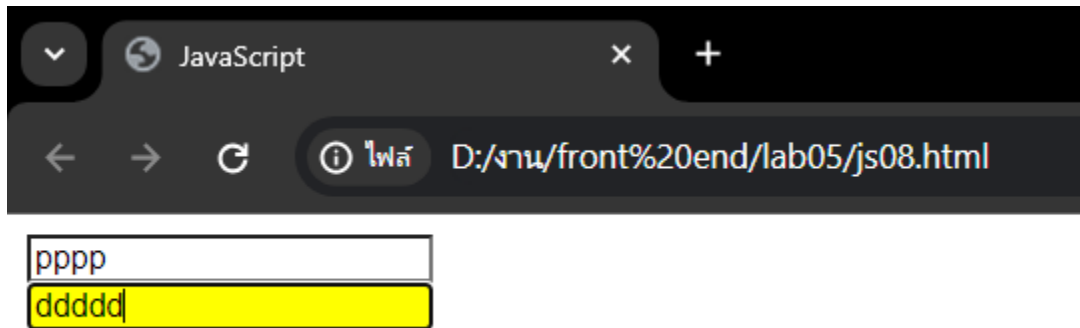 JavaScript
ไฟล์ D:/งาน/front%20end/lab05/js08.html
pppp
ddddd